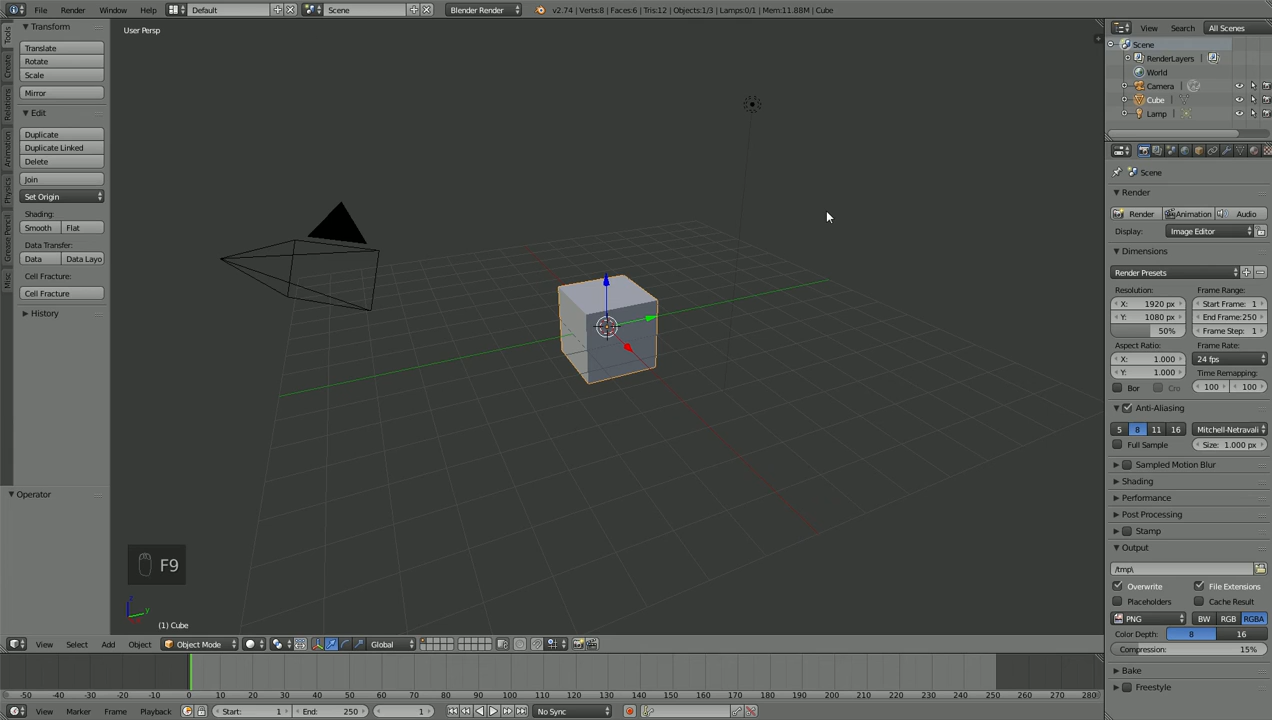 File Render Window Help Default Scene Blender Render v2.74 | Verts:8 | Faces:6 | Tris:12 | Objects:1/3 | Lamps:0/1 | Mem:11.88M | Cube
Transform
Translate
Rotate
Scale
Mirror
Edit
Duplicate
Duplicate Linked
Delete
Join
Set Origin
Shading:
Smooth Flat
Data Transfer:
Data Data Layo
Cell Fracture:
Cell Fracture
History
Operator
Tools
Create
Relations
Animation
Physics
Grease Pencil
Misc
User Persp
F9
z
y
(1) Cube
View Select Add Object Object Mode Global
-50 -40 -30 -20 -10 0 10 20 30 40 50 60 70 80 90 100 110 120 130 140 150 160 170 180 190 200 210 220 230 240 250 260 270 280
View Marker Frame Playback Start: 1 End: 250 1 No Sync
View Search All Scenes
Scene
RenderLayers
World
Camera
Cube
Lamp
Scene
Render
Render Animation Audio
Display: Image Editor
Dimensions
Render Presets
Resolution: Frame Range:
X: 1920 px Start Frame: 1
Y: 1080 px End Frame:250
50% Frame Step: 1
Aspect Ratio: Frame Rate:
X: 1.000 24 fps
Y: 1.000 Time Remapping:
Bor Cro 100 100
Anti-Aliasing
5 8 11 16 Mitchell-Netravali
Full Sample Size: 1.000 px
Sampled Motion Blur
Shading
Performance
Post Processing
Stamp
Output
/tmp\
Overwrite File Extensions
Placeholders Cache Result
PNG BW RGB RGBA
Color Depth: 8 16
Compression: 15%
Bake
Freestyle